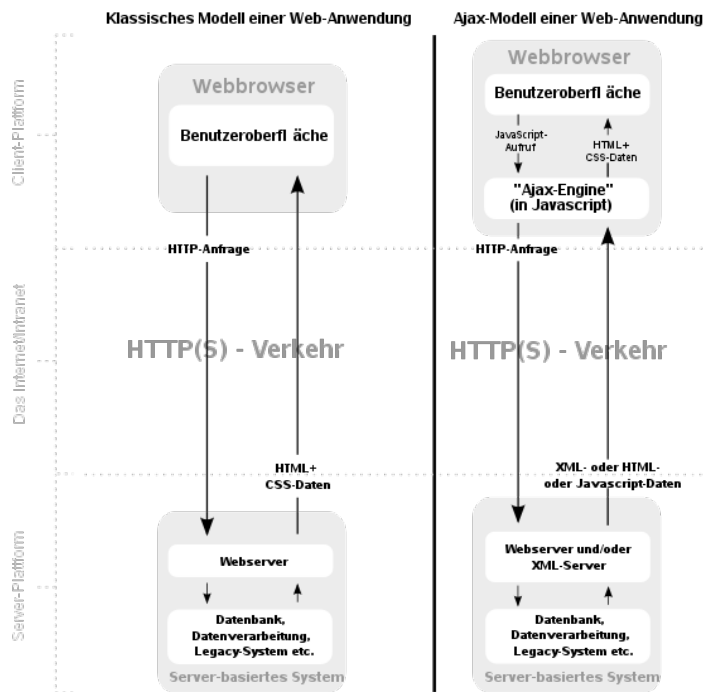 Klassisches Modell einer Web-Anwendung
Webbrowser
Benutzeroberfl äche
HTTP-Anfrage
HTTP(S) - Verkehr
HTML+
CSS-Daten
Webserver
Datenbank,
Datenverarbeitung,
Legacy-System etc.
Server-basiertes System
Ajax-Modell einer Web-Anwendung
Webbrowser
Benutzeroberfl äche
JavaScript-
Aufruf
HTML+
CSS-Daten
"Ajax-Engine"
(in Javascript)
HTTP-Anfrage
HTTP(S) - Verkehr
XML- oder HTML-
oder Javascript-Daten
Webserver und/oder
XML-Server
Datenbank,
Datenverarbeitung,
Legacy-System etc.
Server-basiertes System
Client-Plattform
Das Internet/Intranet
Server-Plattform